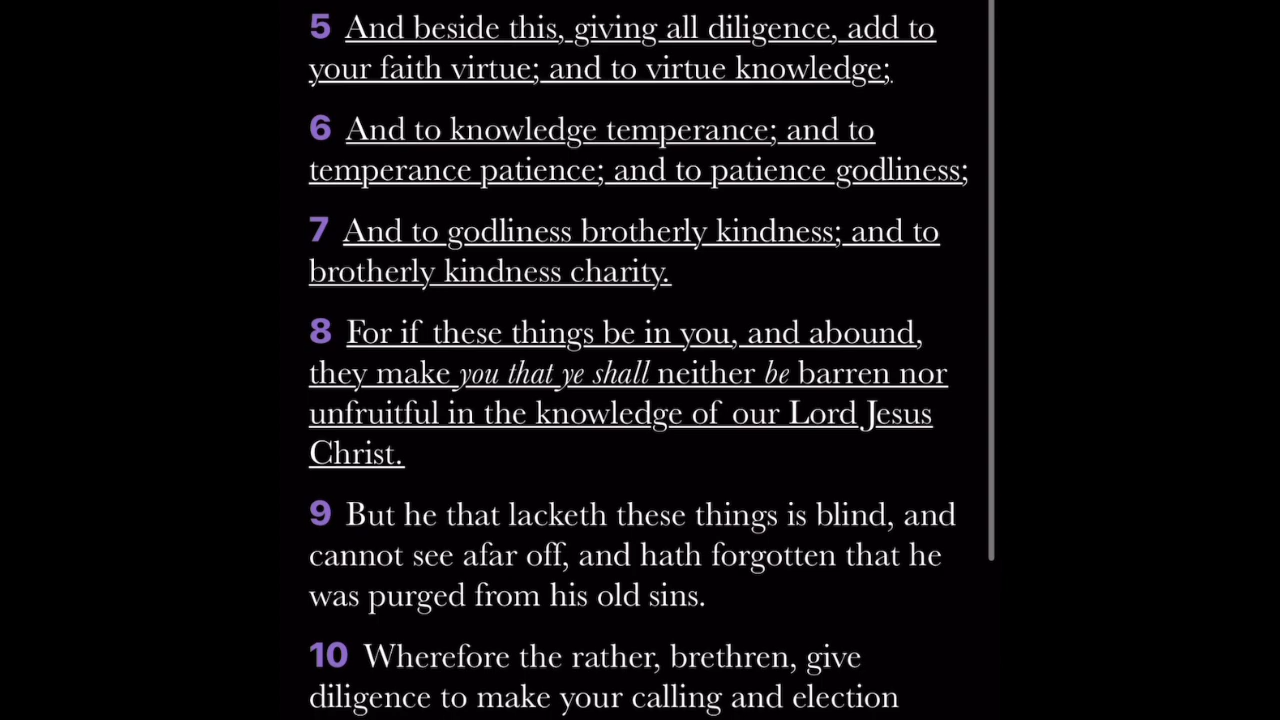 5 And beside this, giving all diligence, add to
your faith virtue; and to virtue knowledge;
6 And to knowledge temperance; and to
temperance patience; and to patience godliness;
7 And to godliness brotherly kindness; and to
brotherly kindness charity.
8 For if these things be in you, and abound,
they make you that ye shall neither be barren nor
unfruitful in the knowledge of our Lord Jesus
Christ.
9 But he that lacketh these things is blind, and
cannot see afar off, and hath forgotten that he
was purged from his old sins.
10 Wherefore the rather, brethren, give
diligence to make your calling and election